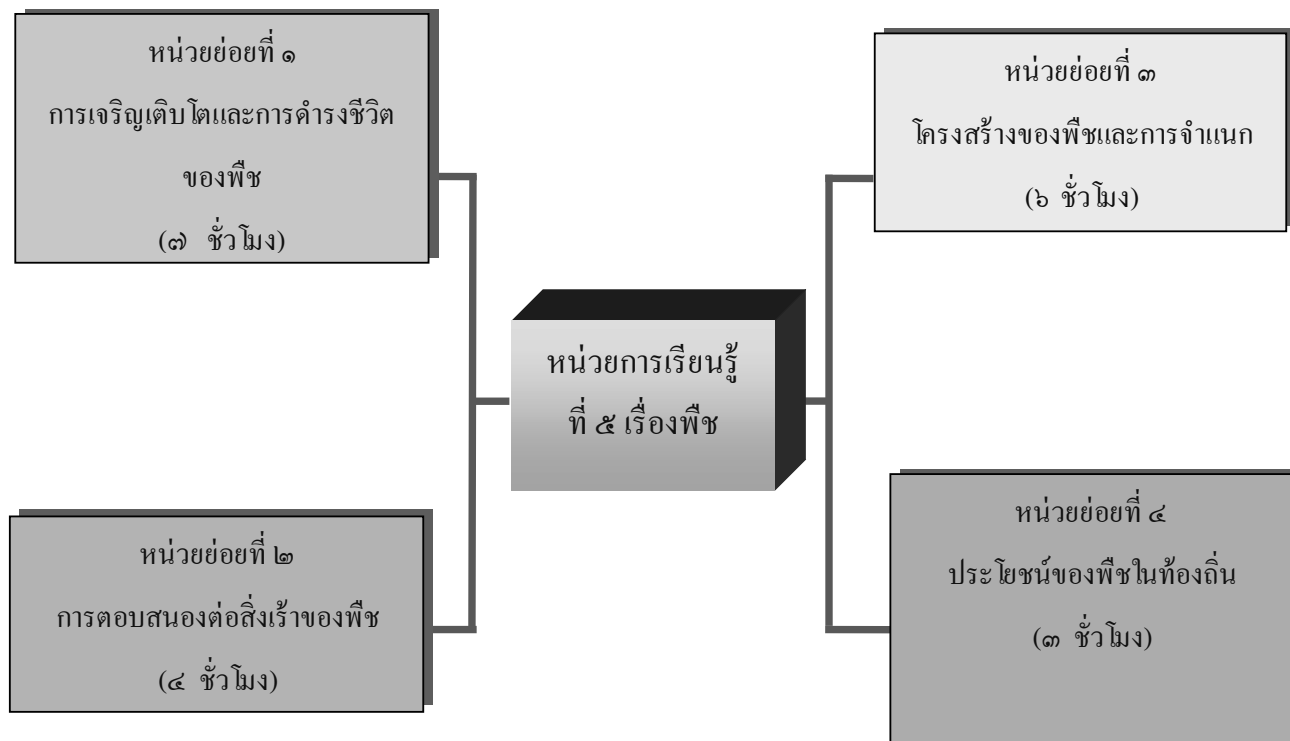 หน่วยย่อยที่ ๑
การเจริญเติบโตและการดำรงชีวิต
ของพืช
(๗ ชั่วโมง)
หน่วยย่อยที่ ๓
โครงสร้างของพืชและการจำแนก
(๖ ชั่วโมง)
หน่วยการเรียนรู้
ที่ ๕ เรื่องพืช
หน่วยย่อยที่ ๒
การตอบสนองต่อสิ่งเร้าของพืช
(๔ ชั่วโมง)
หน่วยย่อยที่ ๔
ประโยชน์ของพืชในท้องถิ่น
(๓ ชั่วโมง)